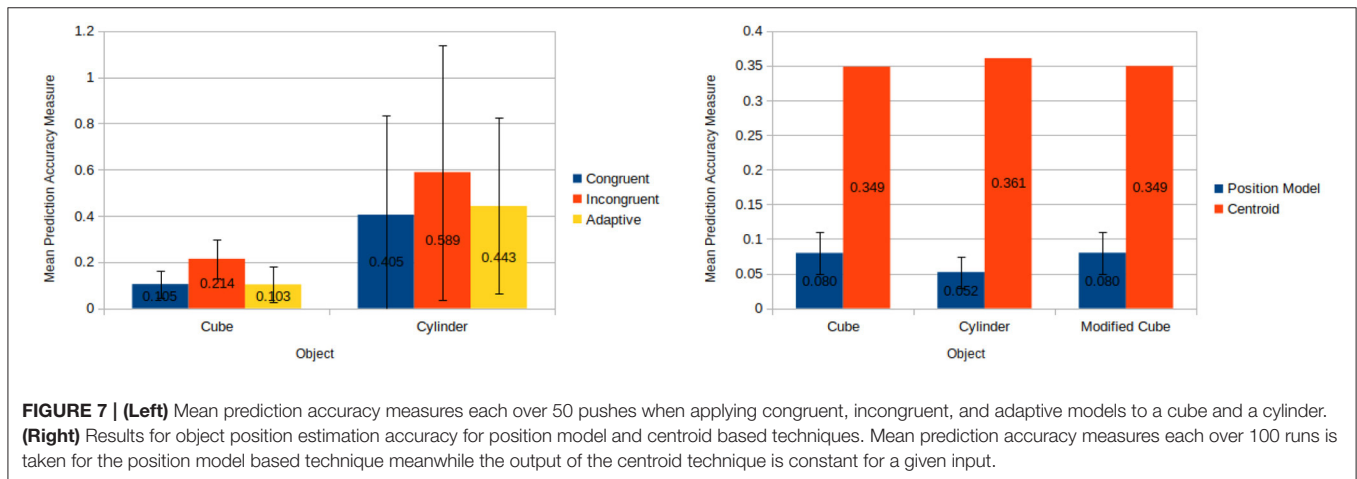 1.2
1
0.8
0.6
0.4
0.2
0
Mean Prediction Accuracy Measure
0.105
0.214
0.103
0.405
0.589
0.443
Cube
Cylinder
Object
Congruent
Incongruent
Adaptive
0.4
0.35
0.3
0.25
0.2
0.15
0.1
0.05
0
Mean Prediction Accuracy Measure
0.080
0.349
0.052
0.361
0.080
0.349
Cube
Cylinder
Modified Cube
Object
Position Model
Centroid
FIGURE 7 | (Left) Mean prediction accuracy measures each over 50 pushes when applying congruent, incongruent, and adaptive models to a cube and a cylinder.
(Right) Results for object position estimation accuracy for position model and centroid based techniques. Mean prediction accuracy measures each over 100 runs is
taken for the position model based technique meanwhile the output of the centroid technique is constant for a given input.